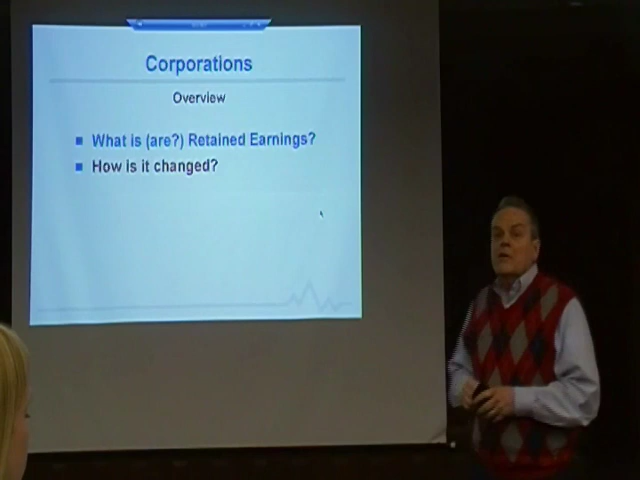 Corporations
Overview
What is (are?) Retained Earnings?
How is it changed?